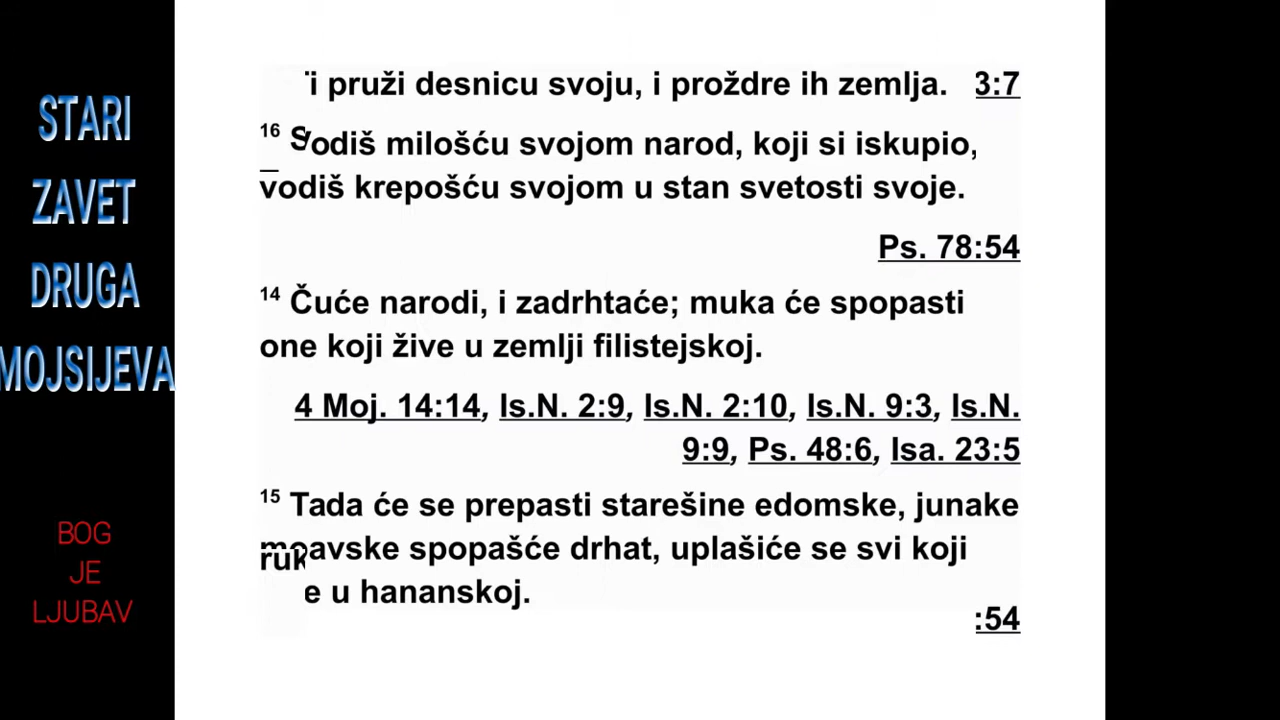 STARI
ZAVET
DRUGA
MOJSIJEVA
BOG
JE
LJUBAV
i pruži desnicu svoju, i proždre ih zemlja. 3:7
16 S odiš milošću svojom narod, koji si iskupio,
vodiš krepošću svojom u stan svetosti svoje.
Ps. 78:54
14 Čuće narodi, i zadrhtaće; muka će spopasti
one koji žive u zemlji filistejskoj.
4 Moj. 14:14, Is.N. 2:9, Is.N. 2:10, Is.N. 9:3, Is.N.
9:9, Ps. 48:6, Isa. 23:5
15 Tada će se prepasti starešine edomske, junake
moavske spopašće drhat, uplašiće se svi koji
ruk
e u hananskoj.
:54